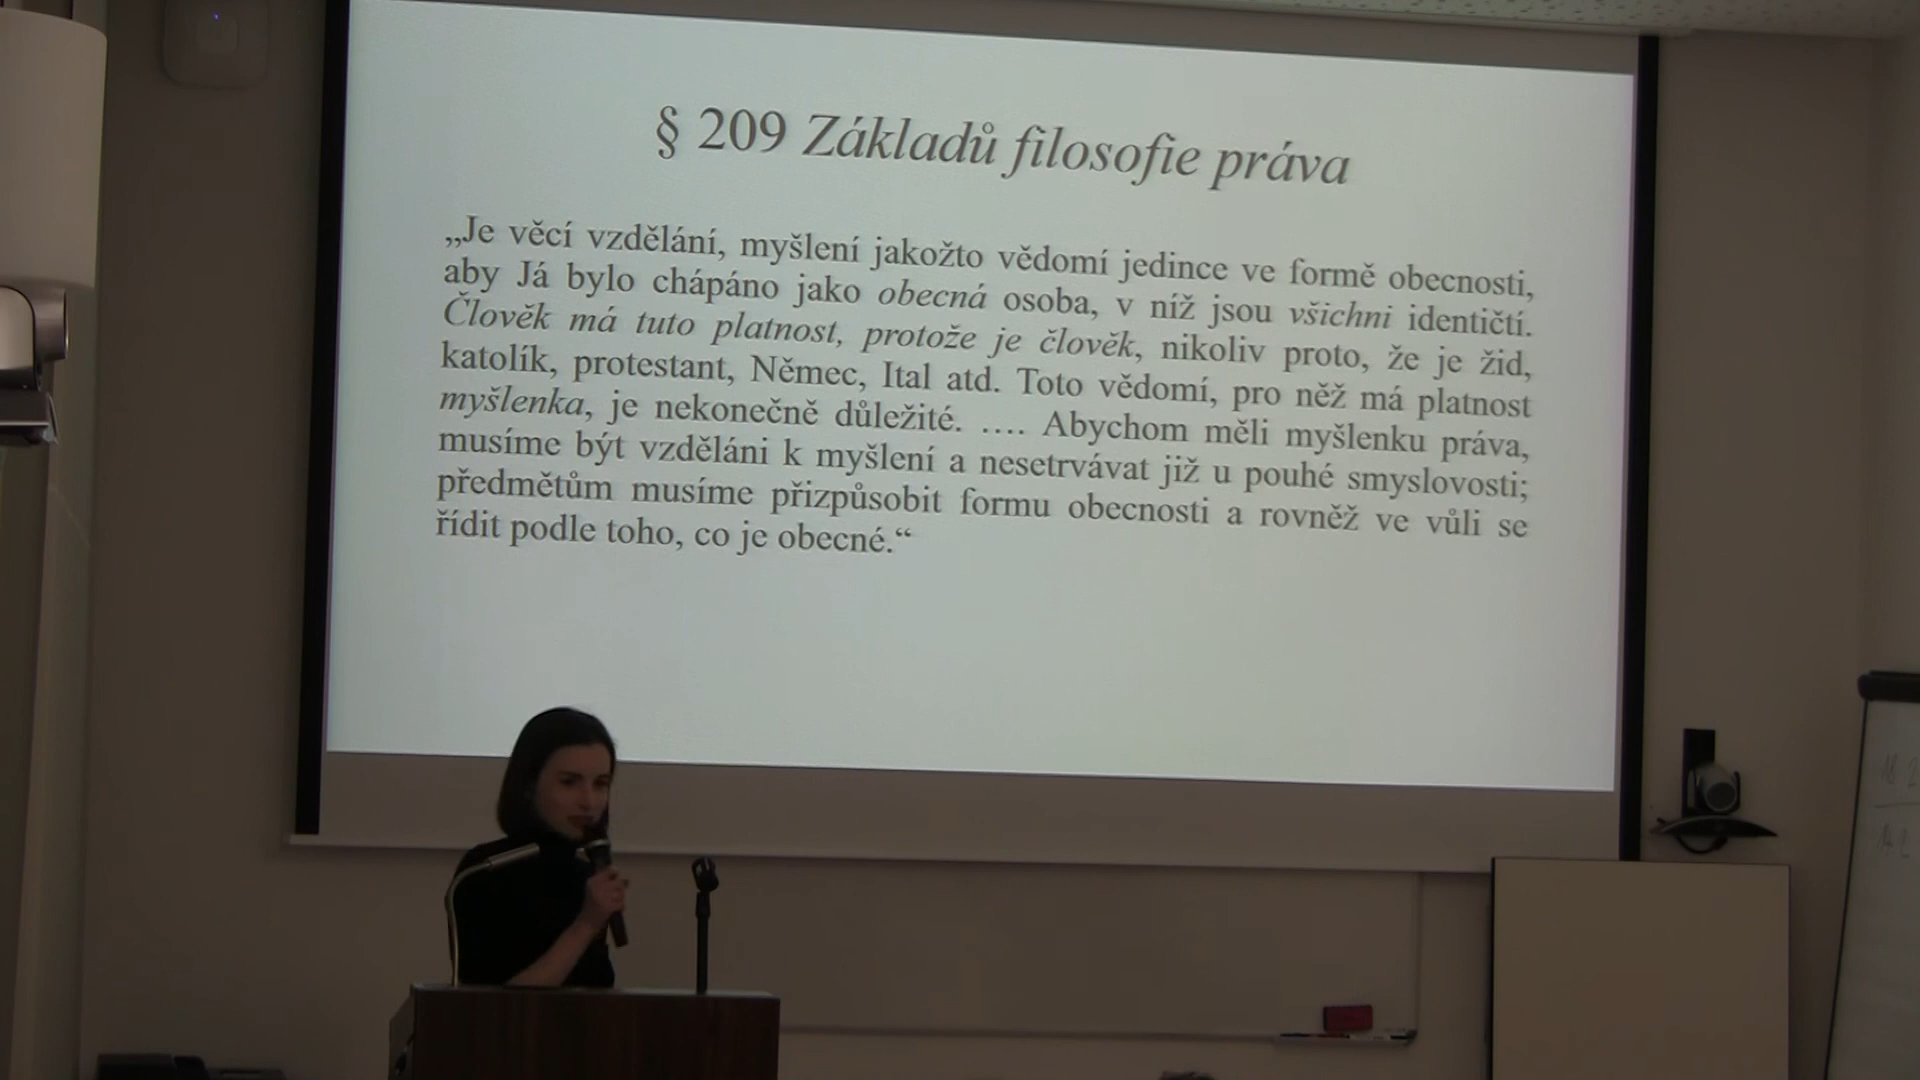 § 209 Základů filosofie práva
„Je věcí vzdělání, myšlení jakožto vědomí jedince ve formě obecnosti,
aby Já bylo chápáno jako obecná osoba, v níž jsou všichni identičtí.
Člověk má tuto platnost, protože je člověk, nikoliv proto, že je žid,
katolík, protestant, Němec, Ital atd. Toto vědomí, pro něž má platnost
myšlenka, je nekonečně důležité. …. Abychom měli myšlenku práva,
musíme být vzděláni k myšlení a nesetrvávat již u pouhé smyslovosti;
předmětům musíme přizpůsobit formu obecnosti a rovněž ve vůli se
řídit podle toho, co je obecné.“